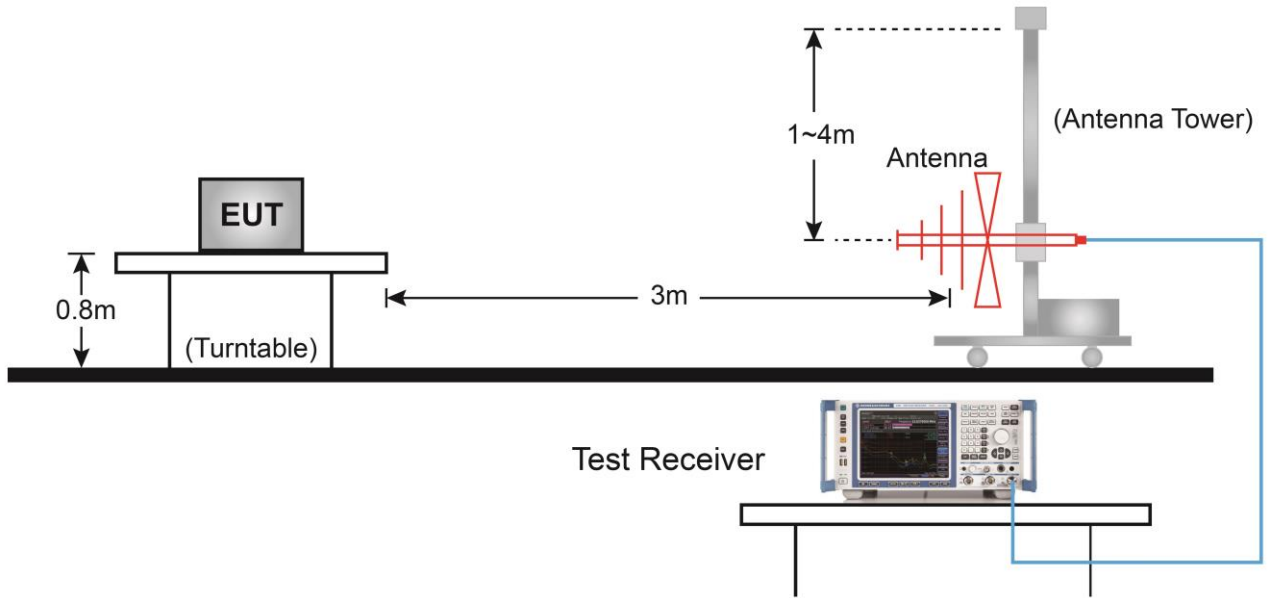 1~4m
(Antenna Tower)
Antenna
EUT
3m
0.8m
(Turntable)
Test Receiver